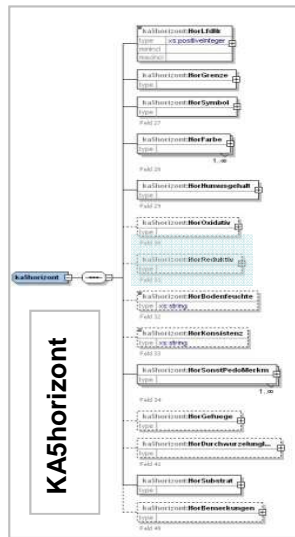 ka5horizont:HorLfdNr
type xs:positiveInteger
ka5horizont:HorGrenze
type
ka5horizont:HorSymbol
type
Feld 27
ka5horizont:HorFarbe
type
1..∞
Feld 28
ka5horizont:HorHumusgehalt
type
Feld 29
ka5horizont:HorOxidativ
type
Feld 30
ka5horizont ka5horizont:HorReduktiv
type
Feld 31
ka5horizont:HorBodenfeuchte
type xs:string
Feld 32
ka5horizont:HorKonsistenz
type xs:string
Feld 33
ka5horizont:HorSonstPedoMerkm
type
1..∞
Feld 34
ka5horizont:HorGefuege
type
ka5horizont:HorDurchwurzelungI...
type
ka5horizont:HorSubstrat
type
ka5horizont:HorBemerkungen
type
KA5horizont